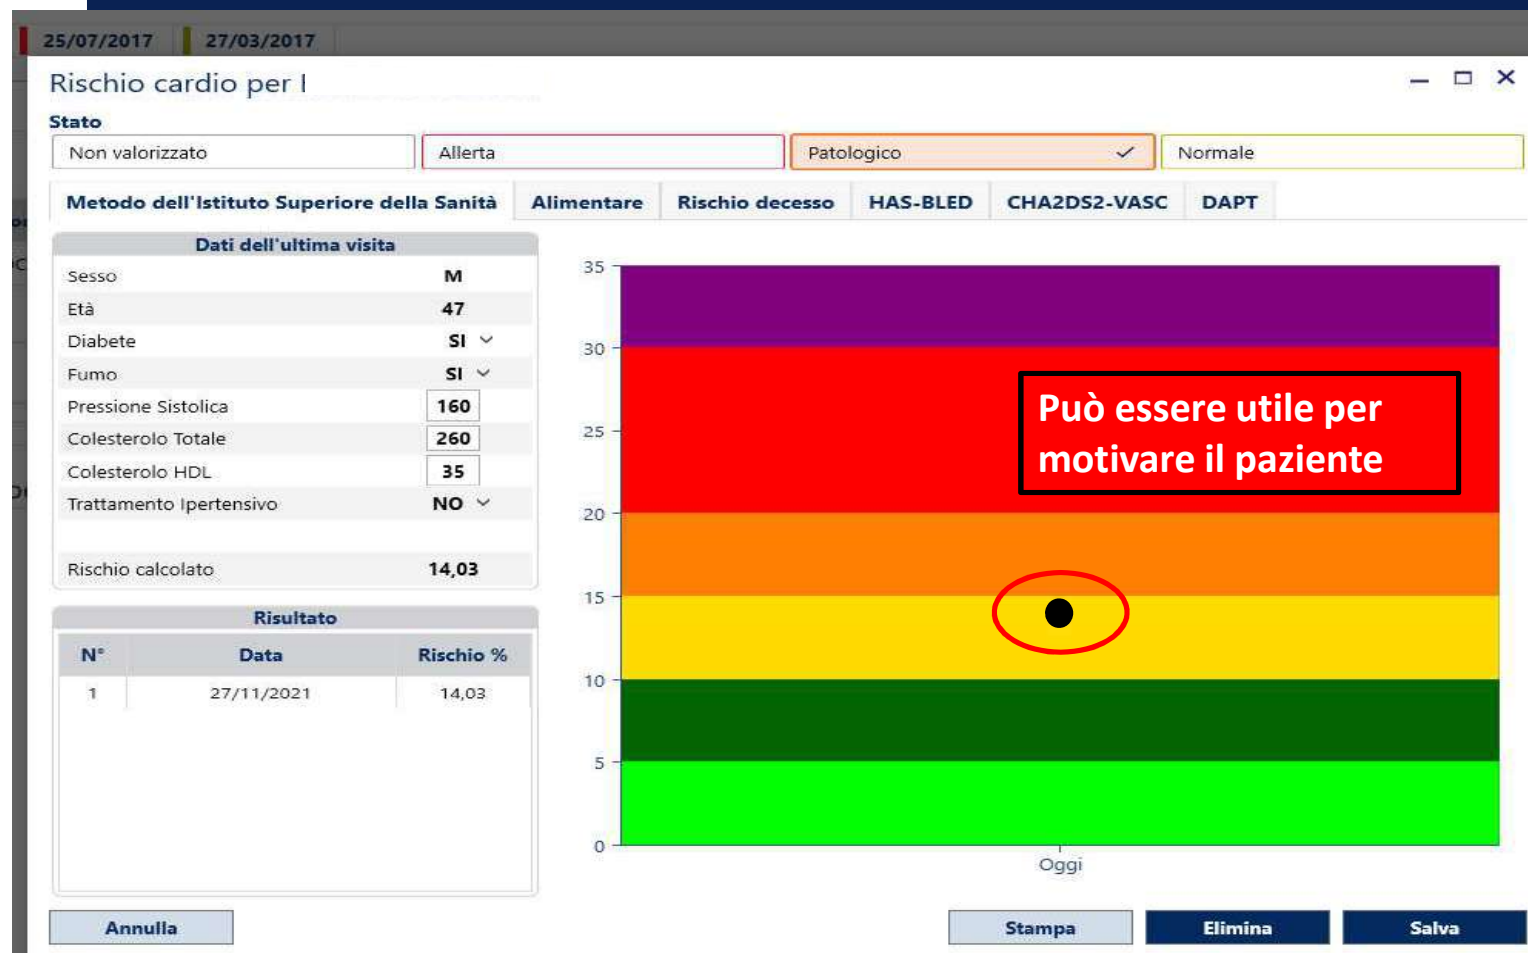 25/07/2017 27/03/2017
Rischio cardio per
Stato
Non valorizzato Allerta Patologico Normale
Metodo dell'Istituto Superiore della Sanità Alimentare Rischio decesso HAS-BLED CHA2DS2-VASC DAPT
Dati dell'ultima visita
Sesso M
Età 47
Diabete SI
Fumo SI
Pressione Sistolica 160
Colesterolo Totale 260
Colesterolo HDL 35
Trattamento Ipertensivo NO
Rischio calcolato 14,03
Risultato
N° Data Rischio %
1 27/11/2021 14,03
35
30
25
20
15
10
5
0
Oggi
Può essere utile per
motivare il paziente
Annulla Stampa Elimina Salva